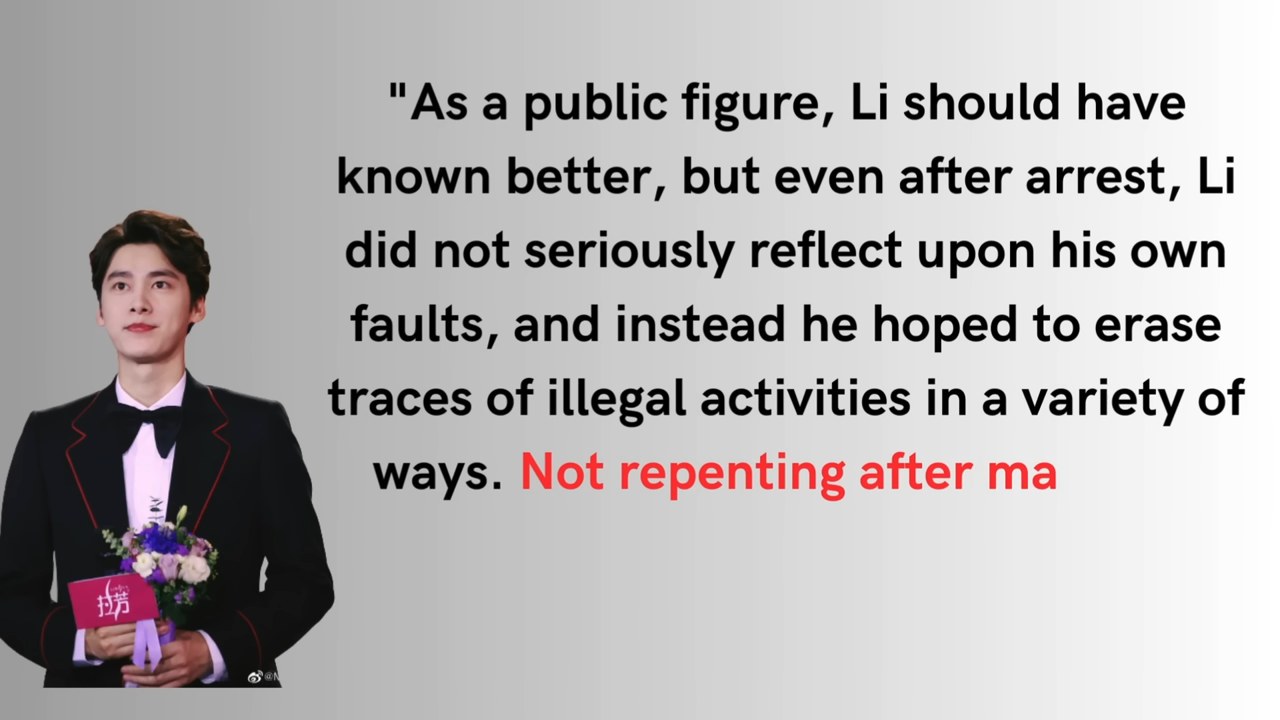 "As a public figure, Li should have
known better, but even after arrest, Li
did not seriously reflect upon his own
faults, and instead he hoped to erase
traces of illegal activities in a variety of
ways. Not repenting after ma
拉芳